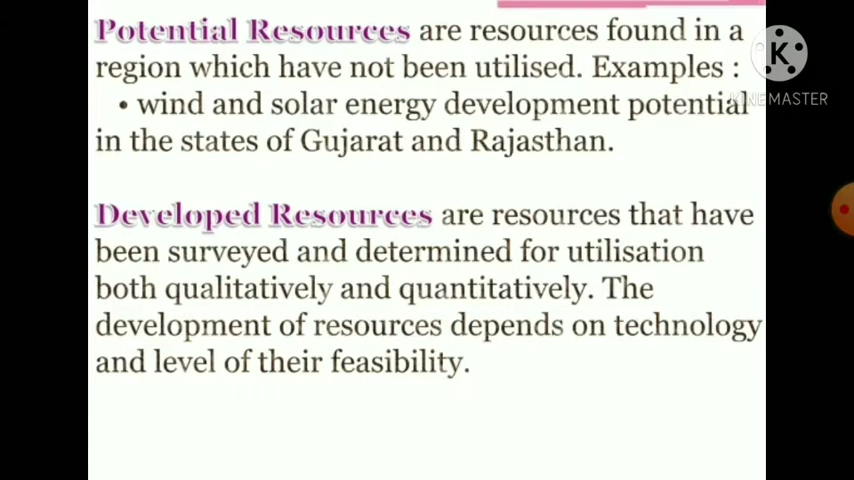 Potential Resources are resources found in a
region which have not been utilised. Examples :
• wind and solar energy development potential
in the states of Gujarat and Rajasthan.
Developed Resources are resources that have
been surveyed and determined for utilisation
both qualitatively and quantitatively. The
development of resources depends on technology
and level of their feasibility.
K
KINEMASTER